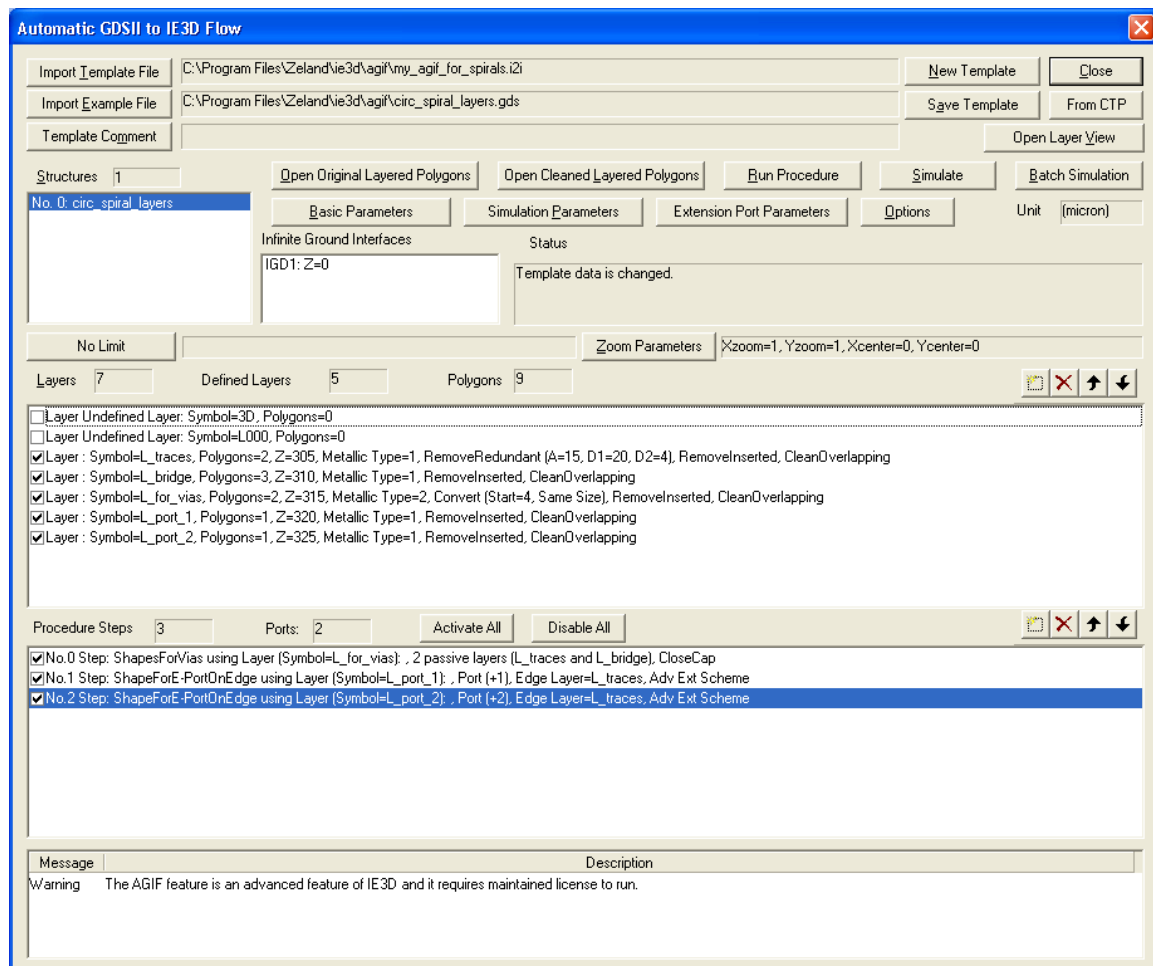 Automatic GDSII to IE3D Flow
Import Template File C:\Program Files\Zeland\ie3d\agif\my_agif_for_spirals.i2i New Template Close
Import Example File C:\Program Files\Zeland\ie3d\agif\circ_spiral_layers.gds Save Template From CTP
Template Comment Open Layer View
Structures 1 Open Original Layered Polygons Open Cleaned Layered Polygons Run Procedure Simulate Batch Simulation
No. 0: circ_spiral_layers Basic Parameters Simulation Parameters Extension Port Parameters Options Unit (micron)
Infinite Ground Interfaces Status
IGD1: Z=0 Template data is changed.
No Limit Zoom Parameters Xzoom=1, Yzoom=1, Xcenter=0, Ycenter=0
Layers 7 Defined Layers 5 Polygons 9
Layer Undefined Layer: Symbol=3D, Polygons=0
Layer Undefined Layer: Symbol=L000, Polygons=0
Layer : Symbol=L_traces, Polygons=2, Z=305, Metallic Type=1, RemoveRedundant (A=15, D1=20, D2=4), RemoveInserted, CleanOverlapping
Layer : Symbol=L_bridge, Polygons=3, Z=310, Metallic Type=1, RemoveInserted, CleanOverlapping
Layer : Symbol=L_for_vias, Polygons=2, Z=315, Metallic Type=2, Convert (Start=4, Same Size), RemoveInserted, CleanOverlapping
Layer : Symbol=L_port_1, Polygons=1, Z=320, Metallic Type=1, RemoveInserted, CleanOverlapping
Layer : Symbol=L_port_2, Polygons=1, Z=325, Metallic Type=1, RemoveInserted, CleanOverlapping
Procedure Steps 3 Ports: 2 Activate All Disable All
No.0 Step: ShapesForVias using Layer (Symbol=L_for_vias): , 2 passive layers (L_traces and L_bridge), CloseCap
No.1 Step: ShapeForE-PortOnEdge using Layer (Symbol=L_port_1): , Port (+1), Edge Layer=L_traces, Adv Ext Scheme
No.2 Step: ShapeForE-PortOnEdge using Layer (Symbol=L_port_2): , Port (+2), Edge Layer=L_traces, Adv Ext Scheme
Message Description
Warning The AGIF feature is an advanced feature of IE3D and it requires maintained license to run.